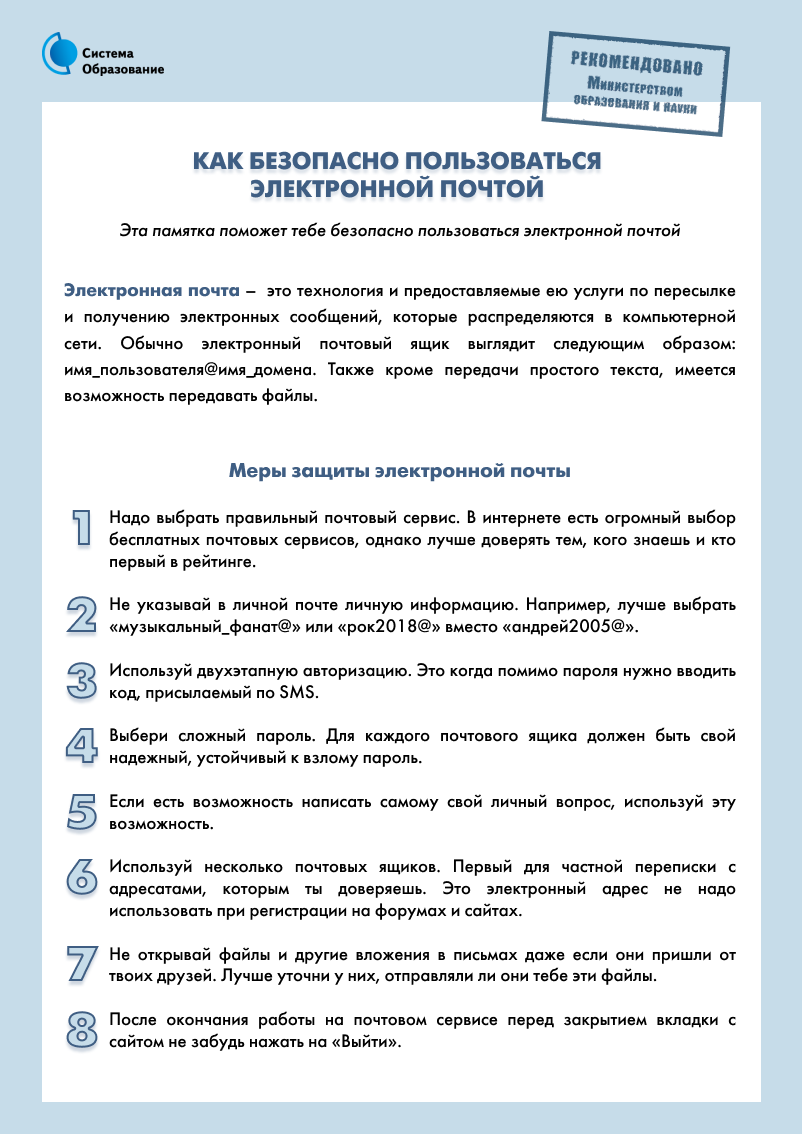 Система
Образование
РЕКОМЕНДОВАНО
Министерством
образования и науки
КАК БЕЗОПАСНО ПОЛЬЗОВАТЬСЯ
ЭЛЕКТРОННОЙ ПОЧТОЙ
Эта памятка поможет тебе безопасно пользоваться электронной почтой
Электронная почта – это технология и предоставляемые ею услуги по пересылке
и получению электронных сообщений, которые распределяются в компьютерной
сети. Обычно электронный почтовый ящик выглядит следующим образом:
имя_пользователя@имя_домена. Также кроме передачи простого текста, имеется
возможность передавать файлы.
Меры защиты электронной почты
1 Надо выбрать правильный почтовый сервис. В интернете есть огромный выбор
бесплатных почтовых сервисов, однако лучше доверять тем, кого знаешь и кто
первый в рейтинге.
2 Не указывай в личной почте личную информацию. Например, лучше выбрать
«музыкальный_фанат@» или «рок2018@» вместо «андрей2005@».
3 Используй двухэтапную авторизацию. Это когда помимо пароля нужно вводить
код, присылаемый по SMS.
4 Выбери сложный пароль. Для каждого почтового ящика должен быть свой
надежный, устойчивый к взлому пароль.
5 Если есть возможность написать самому свой личный вопрос, используй эту
возможность.
6 Используй несколько почтовых ящиков. Первый для частной переписки с
адресатами, которым ты доверяешь. Это электронный адрес не надо
использовать при регистрации на форумах и сайтах.
7 Не открывай файлы и другие вложения в письмах даже если они пришли от
твоих друзей. Лучше уточни у них, отправляли ли они тебе эти файлы.
8 После окончания работы на почтовом сервисе перед закрытием вкладки с
сайтом не забудь нажать на «Выйти».